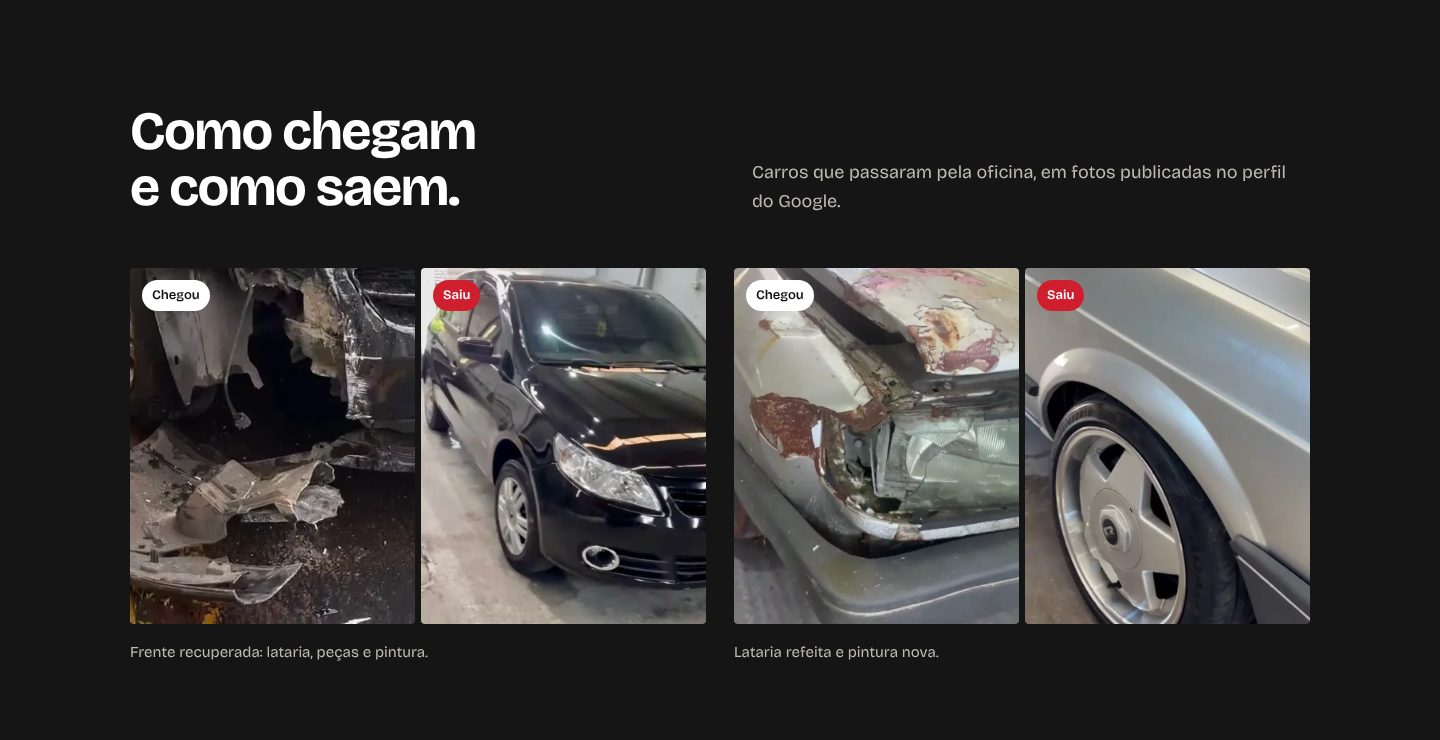 Como chegam
e como saem.
Carros que passaram pela oficina, em fotos publicadas no perfil
do Google.
Chegou
Saiu
Chegou
Saiu
Frente recuperada: lataria, peças e pintura.
Lataria refeita e pintura nova.